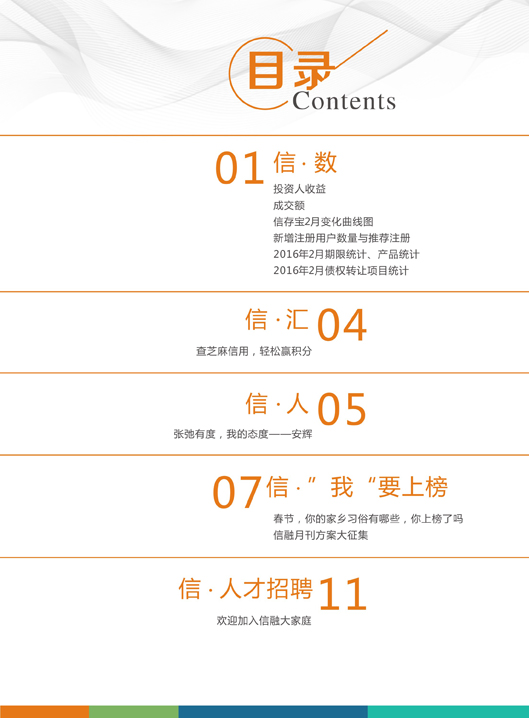 目录
Contents
01 信·数
投资人收益
成交额
信存宝2月变化曲线图
新增注册用户数量与推荐注册
2016年2月期限统计、产品统计
2016年2月债权转让项目统计
信·汇 04
查芝麻信用，轻松赢积分
信·人 05
张弛有度，我的态度——安辉
07 信·”我“要上榜
春节，你的家乡习俗有哪些，你上榜了吗
信融月刊方案大征集
信·人才招聘 11
欢迎加入信融大家庭